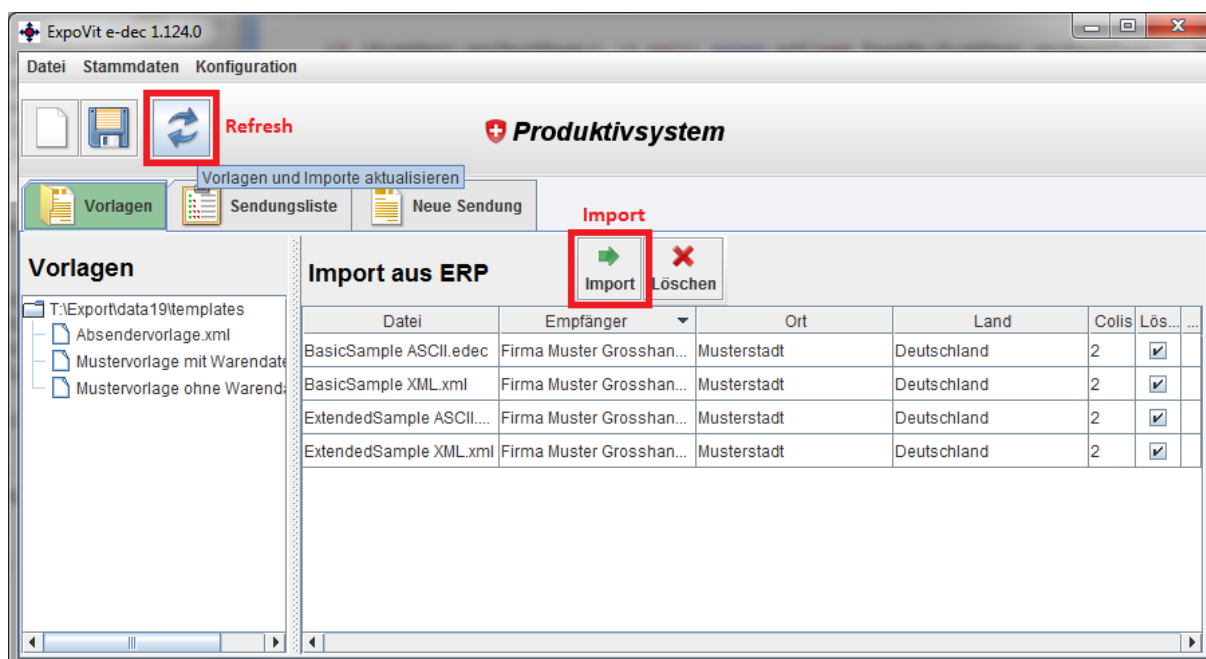 ExpoVit e-dec 1.124.0
Datei Stammdaten Konfiguration
Refresh
Produktivsystem
Vorlagen und Importe aktualisieren
Vorlagen Sendungsliste Neue Sendung
Import
Vorlagen
Import aus ERP
Import Löschen
T:\Export\data19\templates
Absendervorlage.xml
Mustervorlage mit Warendate
Mustervorlage ohne Warenda
Datei Empfänger Ort Land Colis Lös... ...
BasicSample ASCII.edec Firma Muster Grosshan... Musterstadt Deutschland 2
BasicSample XML.xml Firma Muster Grosshan... Musterstadt Deutschland 2
ExtendedSample ASCII.... Firma Muster Grosshan... Musterstadt Deutschland 2
ExtendedSample XML.xml Firma Muster Grosshan... Musterstadt Deutschland 2